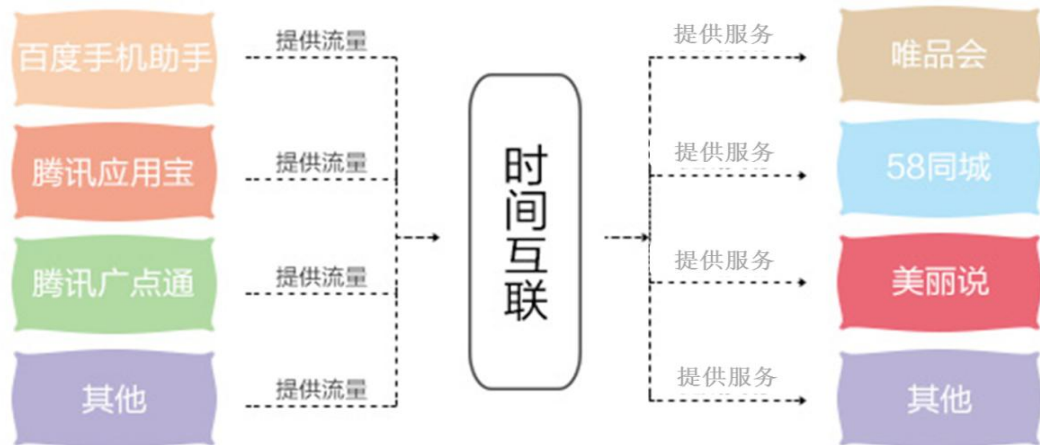 百度手机助手
提供流量
腾讯应用宝
提供流量
腾讯广点通
提供流量
其他
提供流量
时间互联
提供服务
唯品会
提供服务
58同城
提供服务
美丽说
提供服务
其他